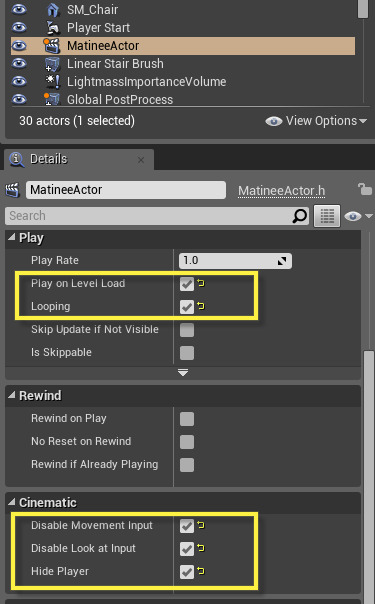 SM_Chair
Player Start
MatineeActor
Linear Stair Brush
LightmassImportanceVolume
Global PostProcess
30 actors (1 selected)
View Options
Details
MatineeActor
MatineeActor.h
Search
Play
Play Rate
1.0
Play on Level Load
Looping
Skip Update if Not Visible
Is Skippable
Rewind
Rewind on Play
No Reset on Rewind
Rewind if Already Playing
Cinematic
Disable Movement Input
Disable Look at Input
Hide Player